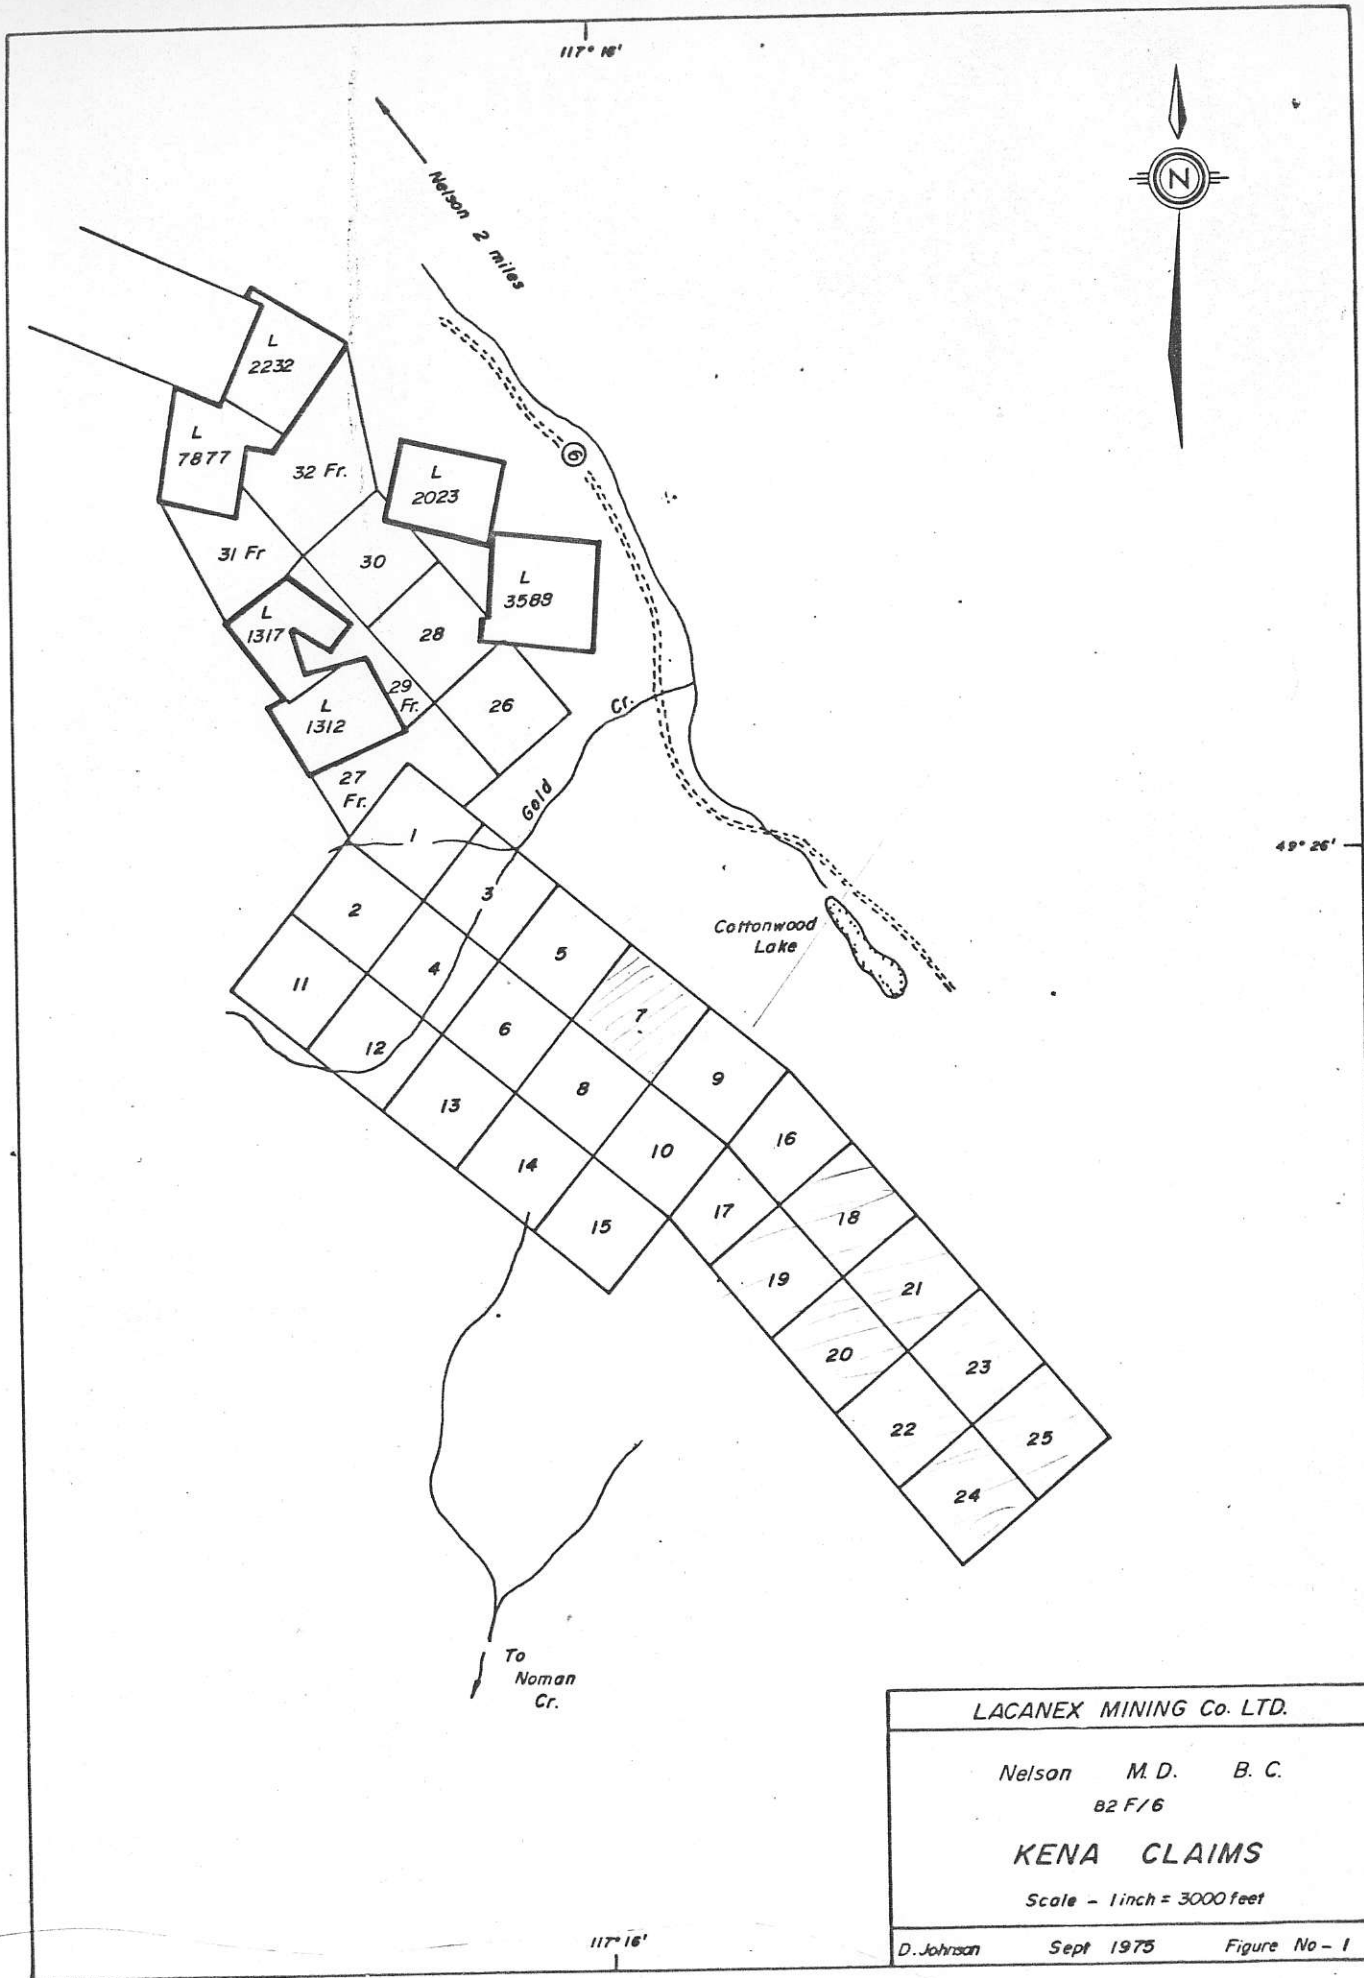 117° 16'
N
Nelson 2 miles
L
2232
L
7877
32 Fr.
L
2023
6
31 Fr
30
L
3588
L
1317
28
29
Fr.
26
Cr.
L
1312
27
Fr.
Gold
1
49° 26'
3
2
Cottonwood
Lake
5
4
11
7
6
12
9
8
13
16
10
14
17
18
15
19
21
20
23
22
25
24
To
Noman
Cr.
LACANEX MINING Co. LTD.
Nelson M. D. B. C.
82 F/6
KENA CLAIMS
Scale - 1 inch = 3000 feet
D. Johnson Sept 1975 Figure No - 1
117° 16'